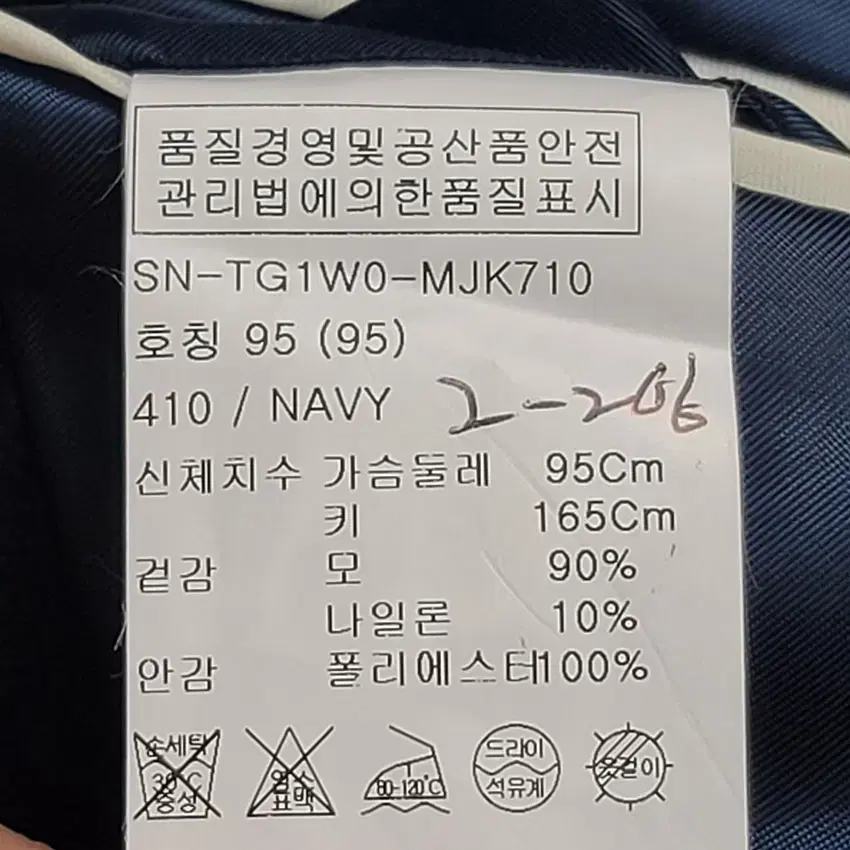 품질경영및공산품안전
관리법에의한품질표시
SN-TG1W0-MJK710
호칭 95 (95)
410 / NAVY 2-206
신체치수 가슴둘레 95Cm
키 165Cm
겉감 모 90%
나일론 10%
안감 폴리에스터100%
손세탁 30°C 중성
염소 표백
80-120°C
드라이 석유계
옷걸이